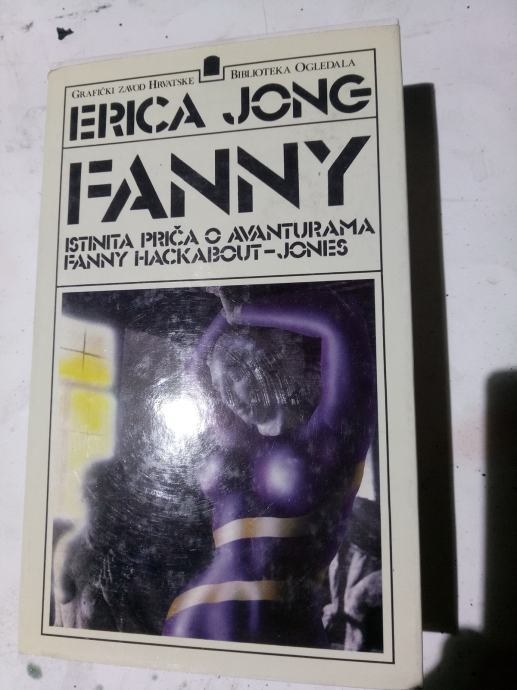 GRAFIČKI ZAVOD HRVATSKE BIBLIOTEKA OGLEDALA
ERICA JONG
FANNY
ISTINITA PRIČA O AVANTURAMA
FANNY HACKABOUT-JONES